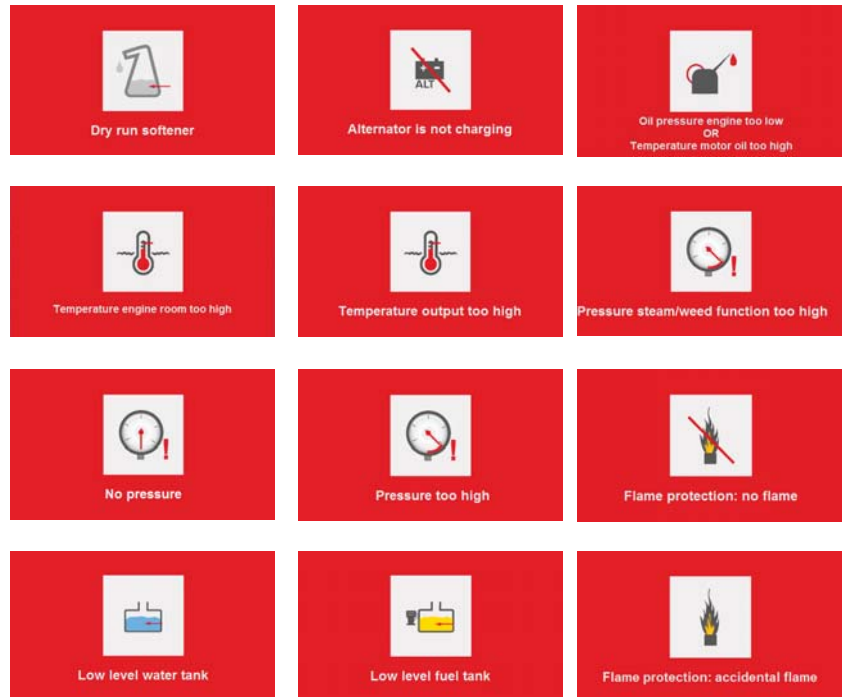 Dry run softener
ALT
Alternator is not charging
Oil pressure engine too low
OR
Temperature motor oil too high
Temperature engine room too high
Temperature output too high
Pressure steam/weed function too high
!
No pressure
!
Pressure too high
!
Flame protection: no flame
Low level water tank
Low level fuel tank
Flame protection: accidental flame